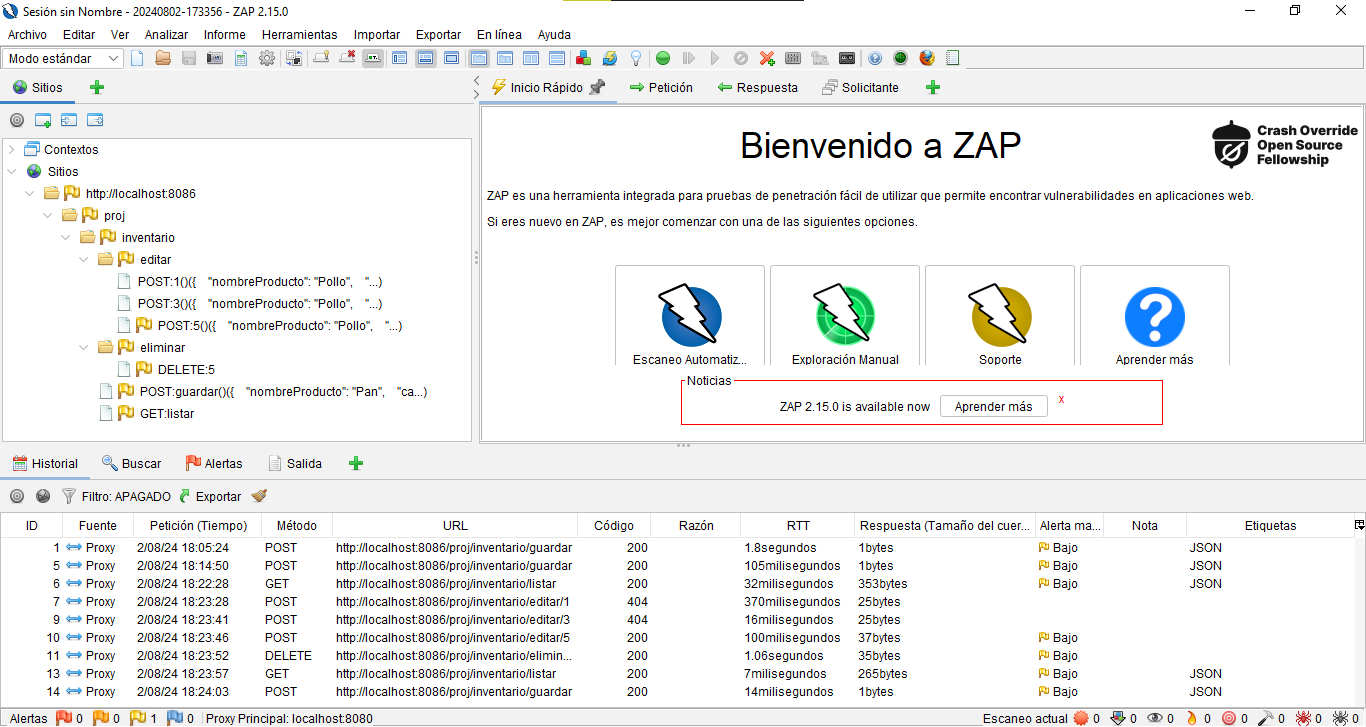 Sesión sin Nombre - 20240802-173356 - ZAP 2.15.0
Archivo Editar Ver Analizar Informe Herramientas Importar Exportar En línea Ayuda
Modo estándar
Sitios
Inicio Rápido Petición Respuesta Solicitante
Contextos
Sitios
http://localhost:8086
proj
inventario
editar
POST:1()({ "nombreProducto": "Pollo", "...)
POST:3()({ "nombreProducto": "Pollo", "...)
POST:5()({ "nombreProducto": "Pollo", "...)
eliminar
DELETE:5
POST:guardar()({ "nombreProducto": "Pan", "ca...)
GET:listar
Bienvenido a ZAP
Crash Override
Open Source
Fellowship
ZAP es una herramienta integrada para pruebas de penetración fácil de utilizar que permite encontrar vulnerabilidades en aplicaciones web.
Si eres nuevo en ZAP, es mejor comenzar con una de las siguientes opciones.
Escaneo Automatiz... Exploración Manual Soporte Aprender más
Noticias
ZAP 2.15.0 is available now Aprender más x
Historial Buscar Alertas Salida
Filtro: APAGADO Exportar
ID Fuente Petición (Tiempo) Método URL Código Razón RTT Respuesta (Tamaño del cuer... Alerta ma... Nota Etiquetas
1 Proxy 2/08/24 18:05:24 POST http://localhost:8086/proj/inventario/guardar 200 1.8segundos 1bytes Bajo JSON
5 Proxy 2/08/24 18:14:50 POST http://localhost:8086/proj/inventario/guardar 200 105milisegundos 1bytes Bajo JSON
6 Proxy 2/08/24 18:22:28 GET http://localhost:8086/proj/inventario/listar 200 32milisegundos 353bytes Bajo JSON
7 Proxy 2/08/24 18:23:28 POST http://localhost:8086/proj/inventario/editar/1 404 370milisegundos 25bytes
9 Proxy 2/08/24 18:23:41 POST http://localhost:8086/proj/inventario/editar/3 404 16milisegundos 25bytes
10 Proxy 2/08/24 18:23:46 POST http://localhost:8086/proj/inventario/editar/5 200 100milisegundos 37bytes Bajo
11 Proxy 2/08/24 18:23:52 DELETE http://localhost:8086/proj/inventario/elimin... 200 1.06segundos 35bytes Bajo
13 Proxy 2/08/24 18:23:57 GET http://localhost:8086/proj/inventario/listar 200 7milisegundos 265bytes Bajo JSON
14 Proxy 2/08/24 18:24:03 POST http://localhost:8086/proj/inventario/guardar 200 14milisegundos 1bytes Bajo JSON
Alertas 0 0 1 0 Proxy Principal: localhost:8080 Escaneo actual 0 0 0 0 0 0 0 0